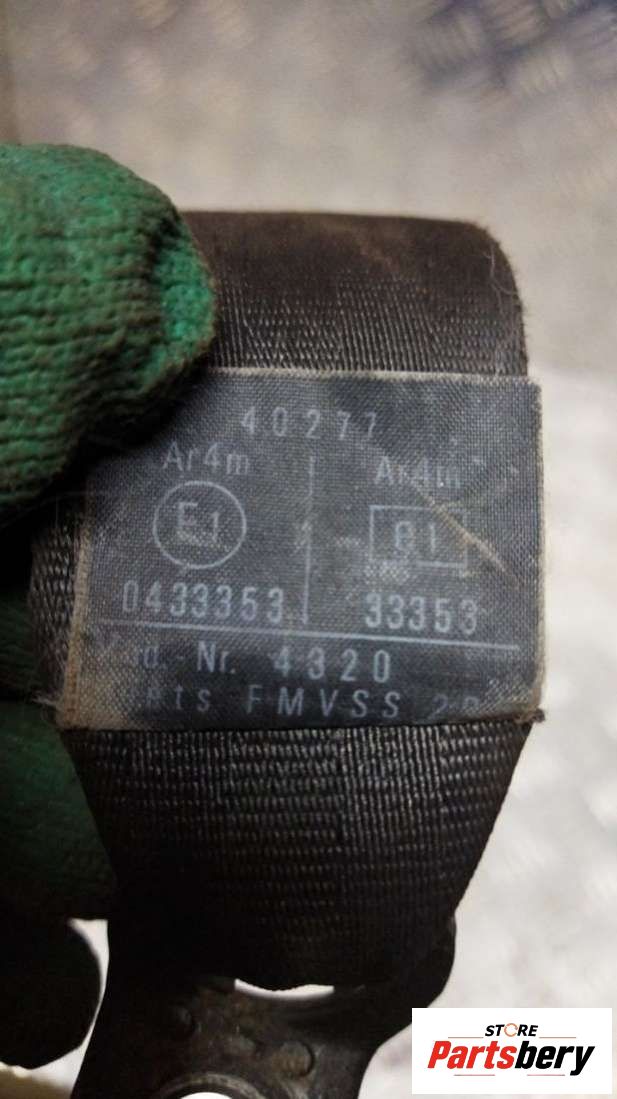 40277
Ar4m Ar4m
E1 e1
0433353 33353
Nr. 4320
FMVSS
STORE
Partsbery